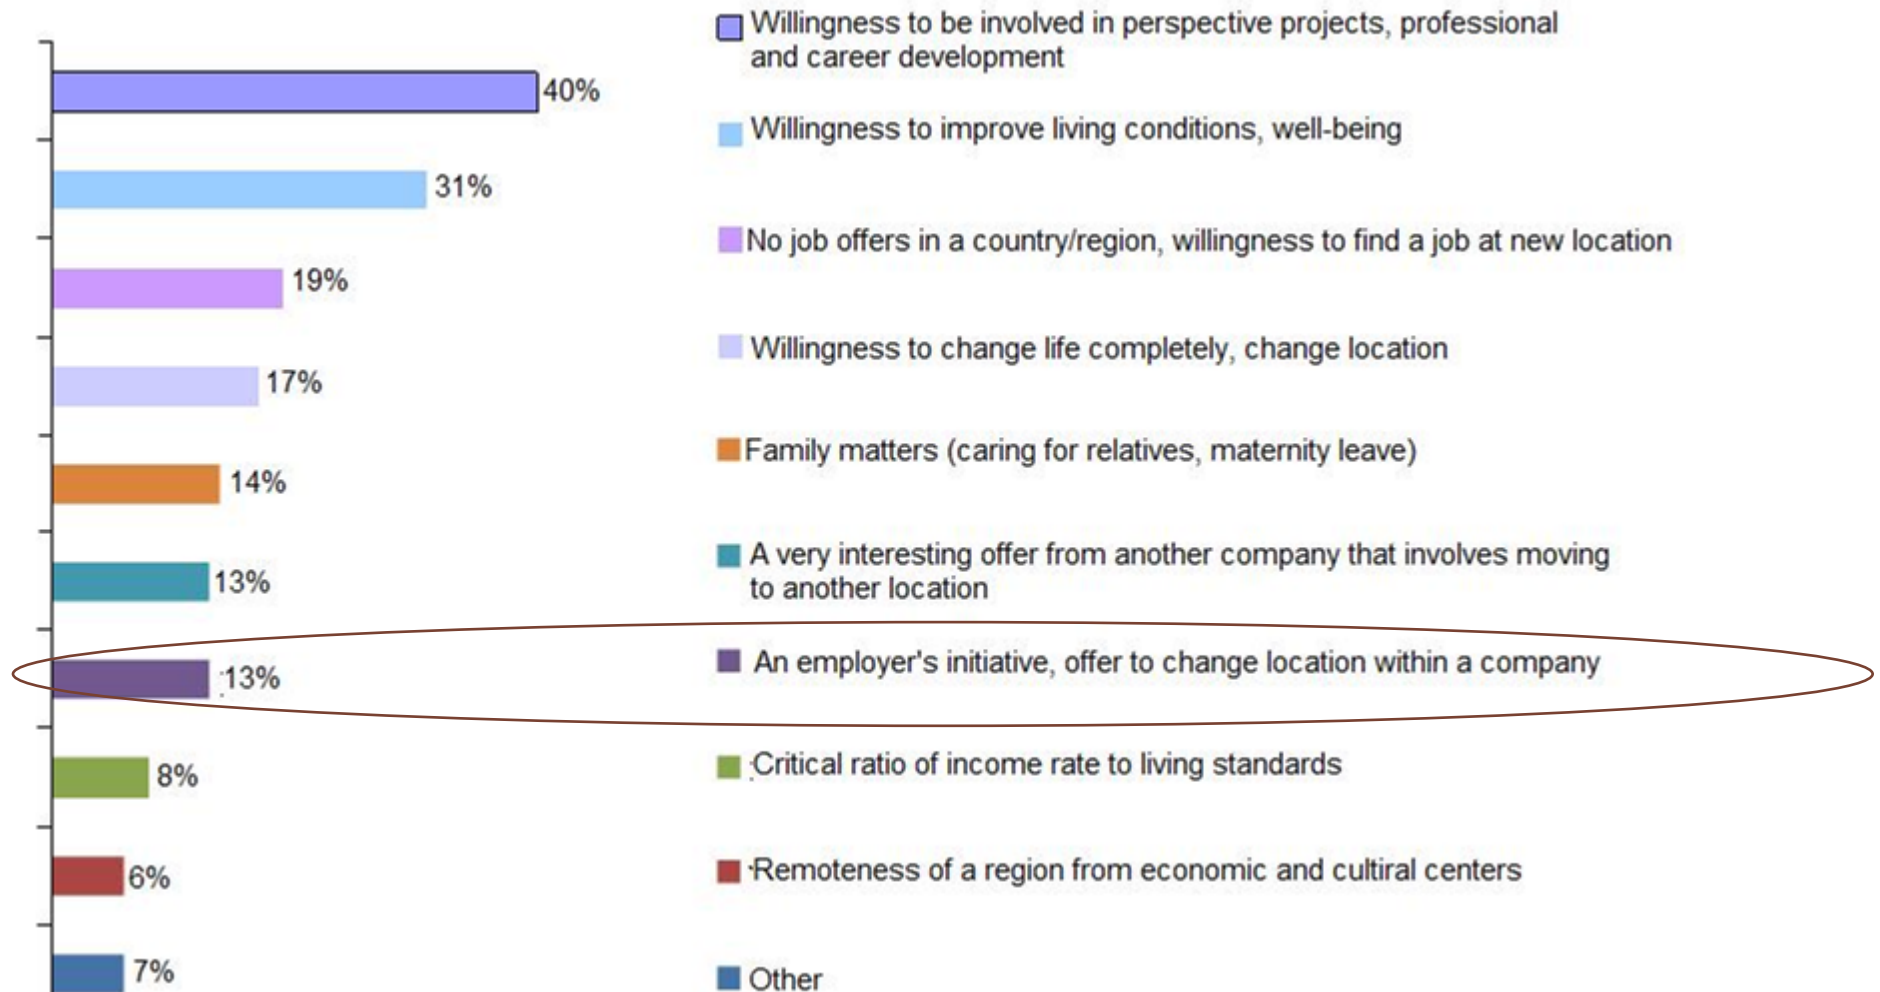 Willingness to be involved in perspective projects, professional
and career development
40%
Willingness to improve living conditions, well-being
31%
No job offers in a country/region, willingness to find a job at new location
19%
Willingness to change life completely, change location
17%
Family matters (caring for relatives, maternity leave)
14%
A very interesting offer from another company that involves moving
to another location
13%
An employer's initiative, offer to change location within a company
13%
Critical ratio of income rate to living standards
8%
Remoteness of a region from economic and cultiral centers
6%
Other
7%